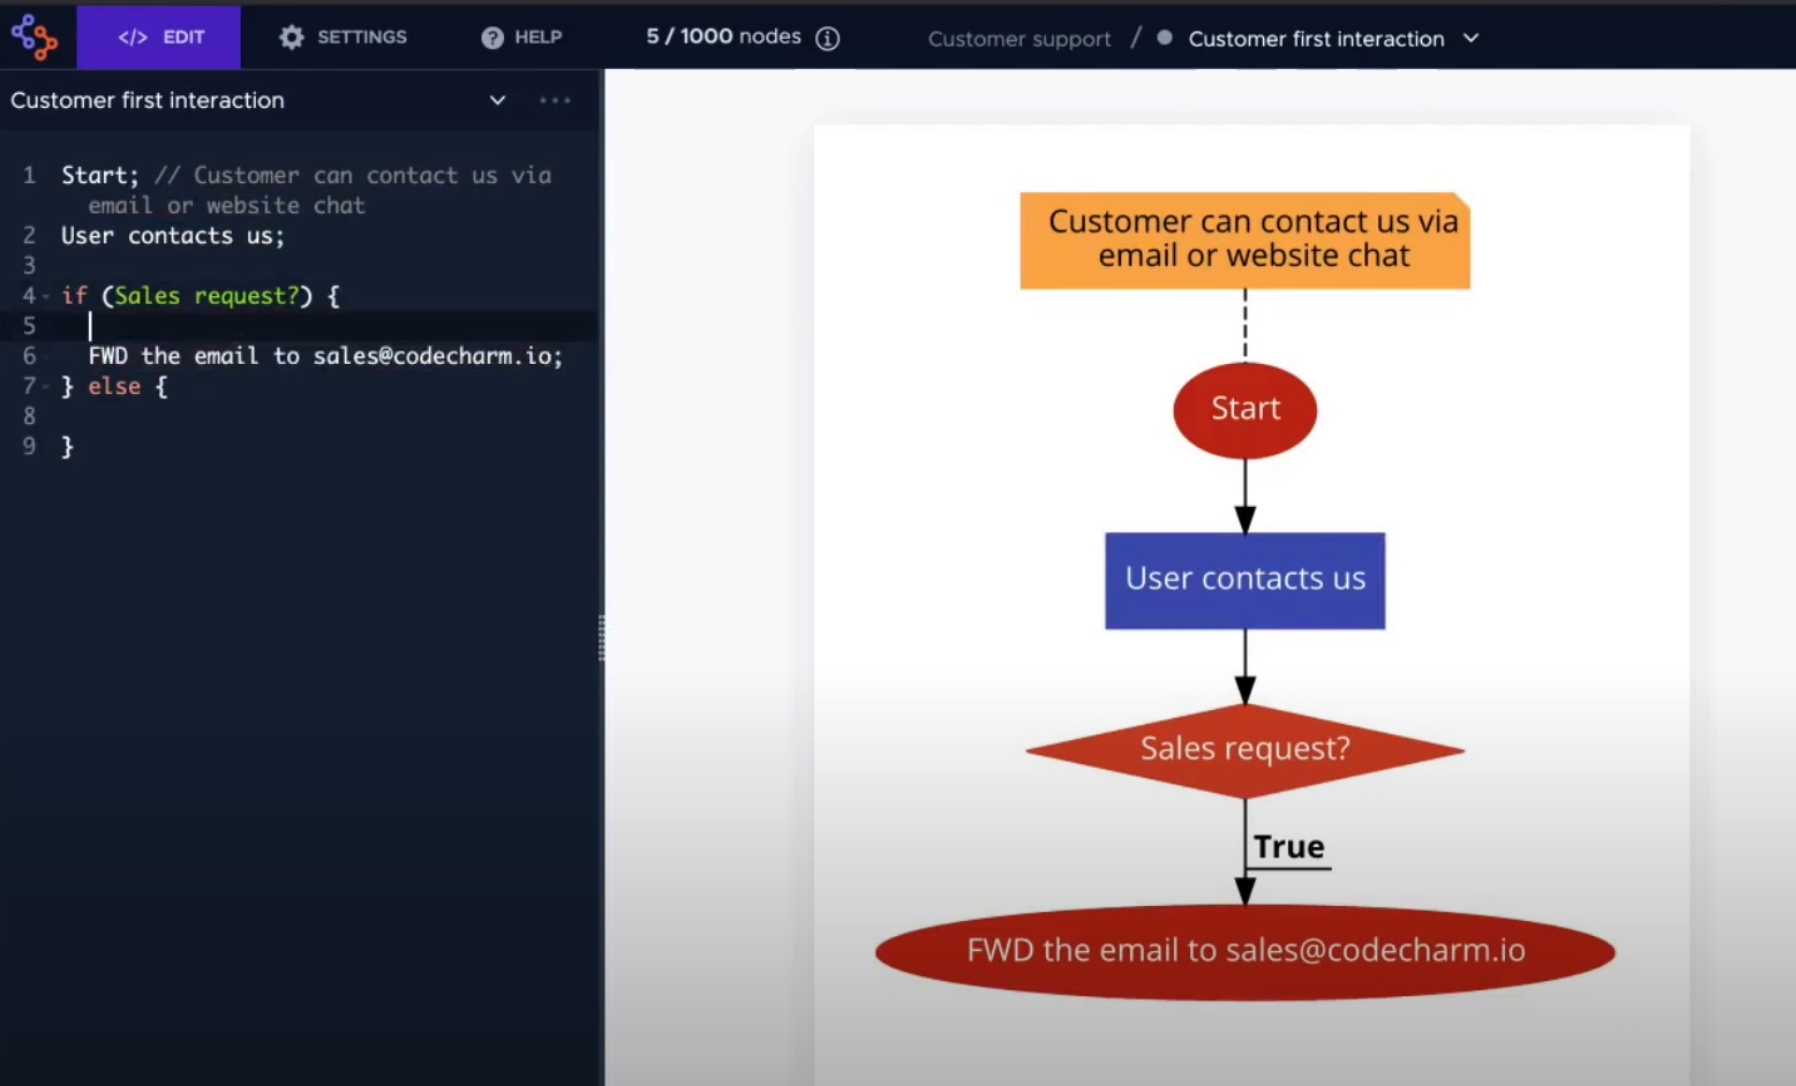 </> EDIT
SETTINGS
? HELP
5 / 1000 nodes i
Customer support / Customer first interaction
Customer first interaction
1 Start; // Customer can contact us via
email or website chat
2 User contacts us;
3
4 if (Sales request?) {
5
6 FWD the email to sales@codecharm.io;
7 } else {
8
9 }
Customer can contact us via
email or website chat
Start
User contacts us
Sales request?
True
FWD the email to sales@codecharm.io